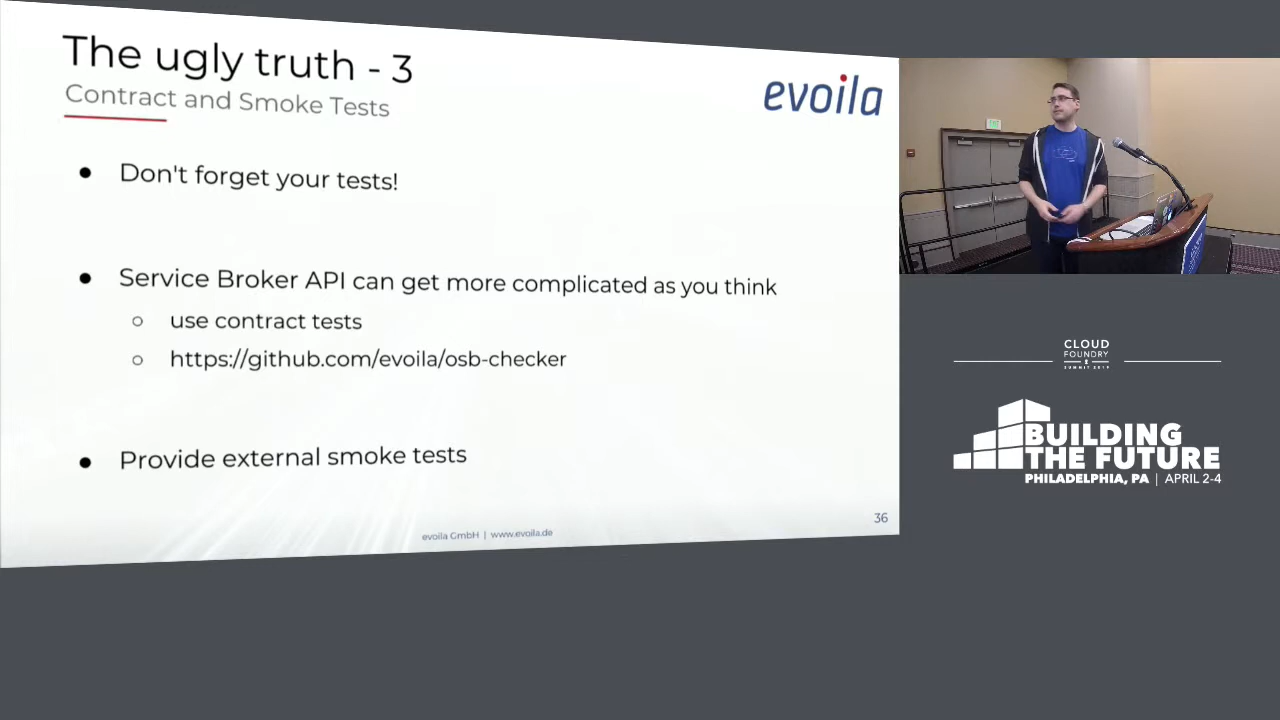 The ugly truth - 3
Contract and Smoke Tests
evoila
Don't forget your tests!
Service Broker API can get more complicated as you think
use contract tests
https://github.com/evoila/osb-checker
Provide external smoke tests
evoila GmbH | www.evoila.de
36
CLOUD
FOUNDRY
SUMMIT 2019
BUILDING
THE FUTURE
PHILADELPHIA, PA | APRIL 2-4